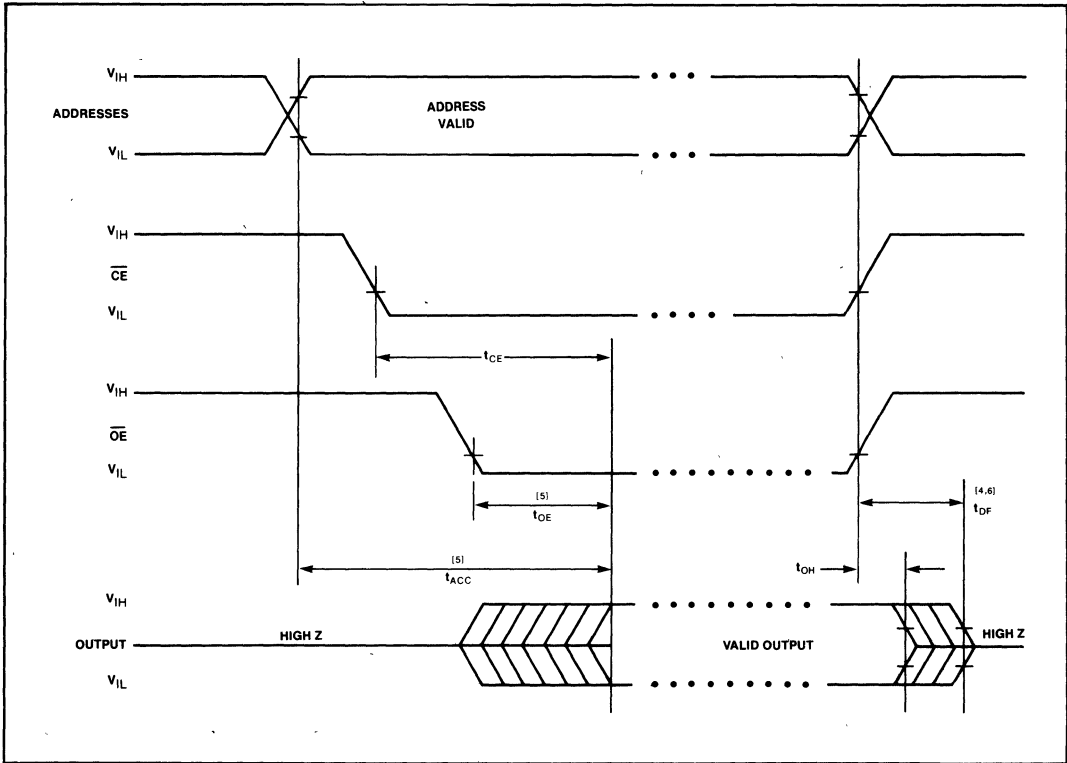 VIH
ADDRESSES
ADDRESS
VALID
VIL
VIH
CE
VIL
tCE
VIH
OE
VIL
[5]
tOE
[4,6]
tDF
[5]
tACC
tOH
VIH
OUTPUT
HIGH Z
VALID OUTPUT
HIGH Z
VIL